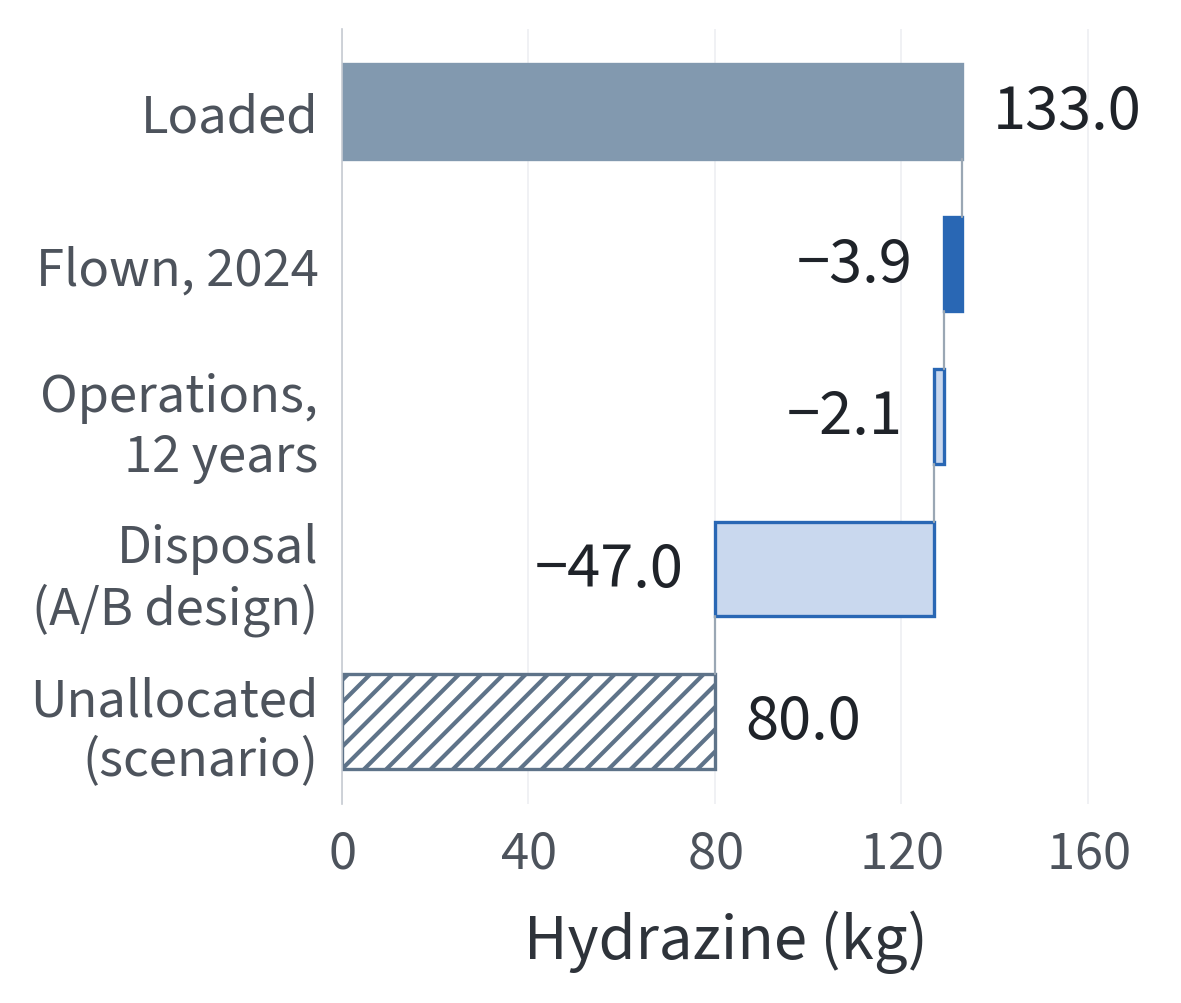 Loaded
133.0
Flown, 2024
−3.9
Operations,
12 years
−2.1
Disposal
(A/B design)
−47.0
Unallocated
(scenario)
80.0
0 40 80 120 160
Hydrazine (kg)